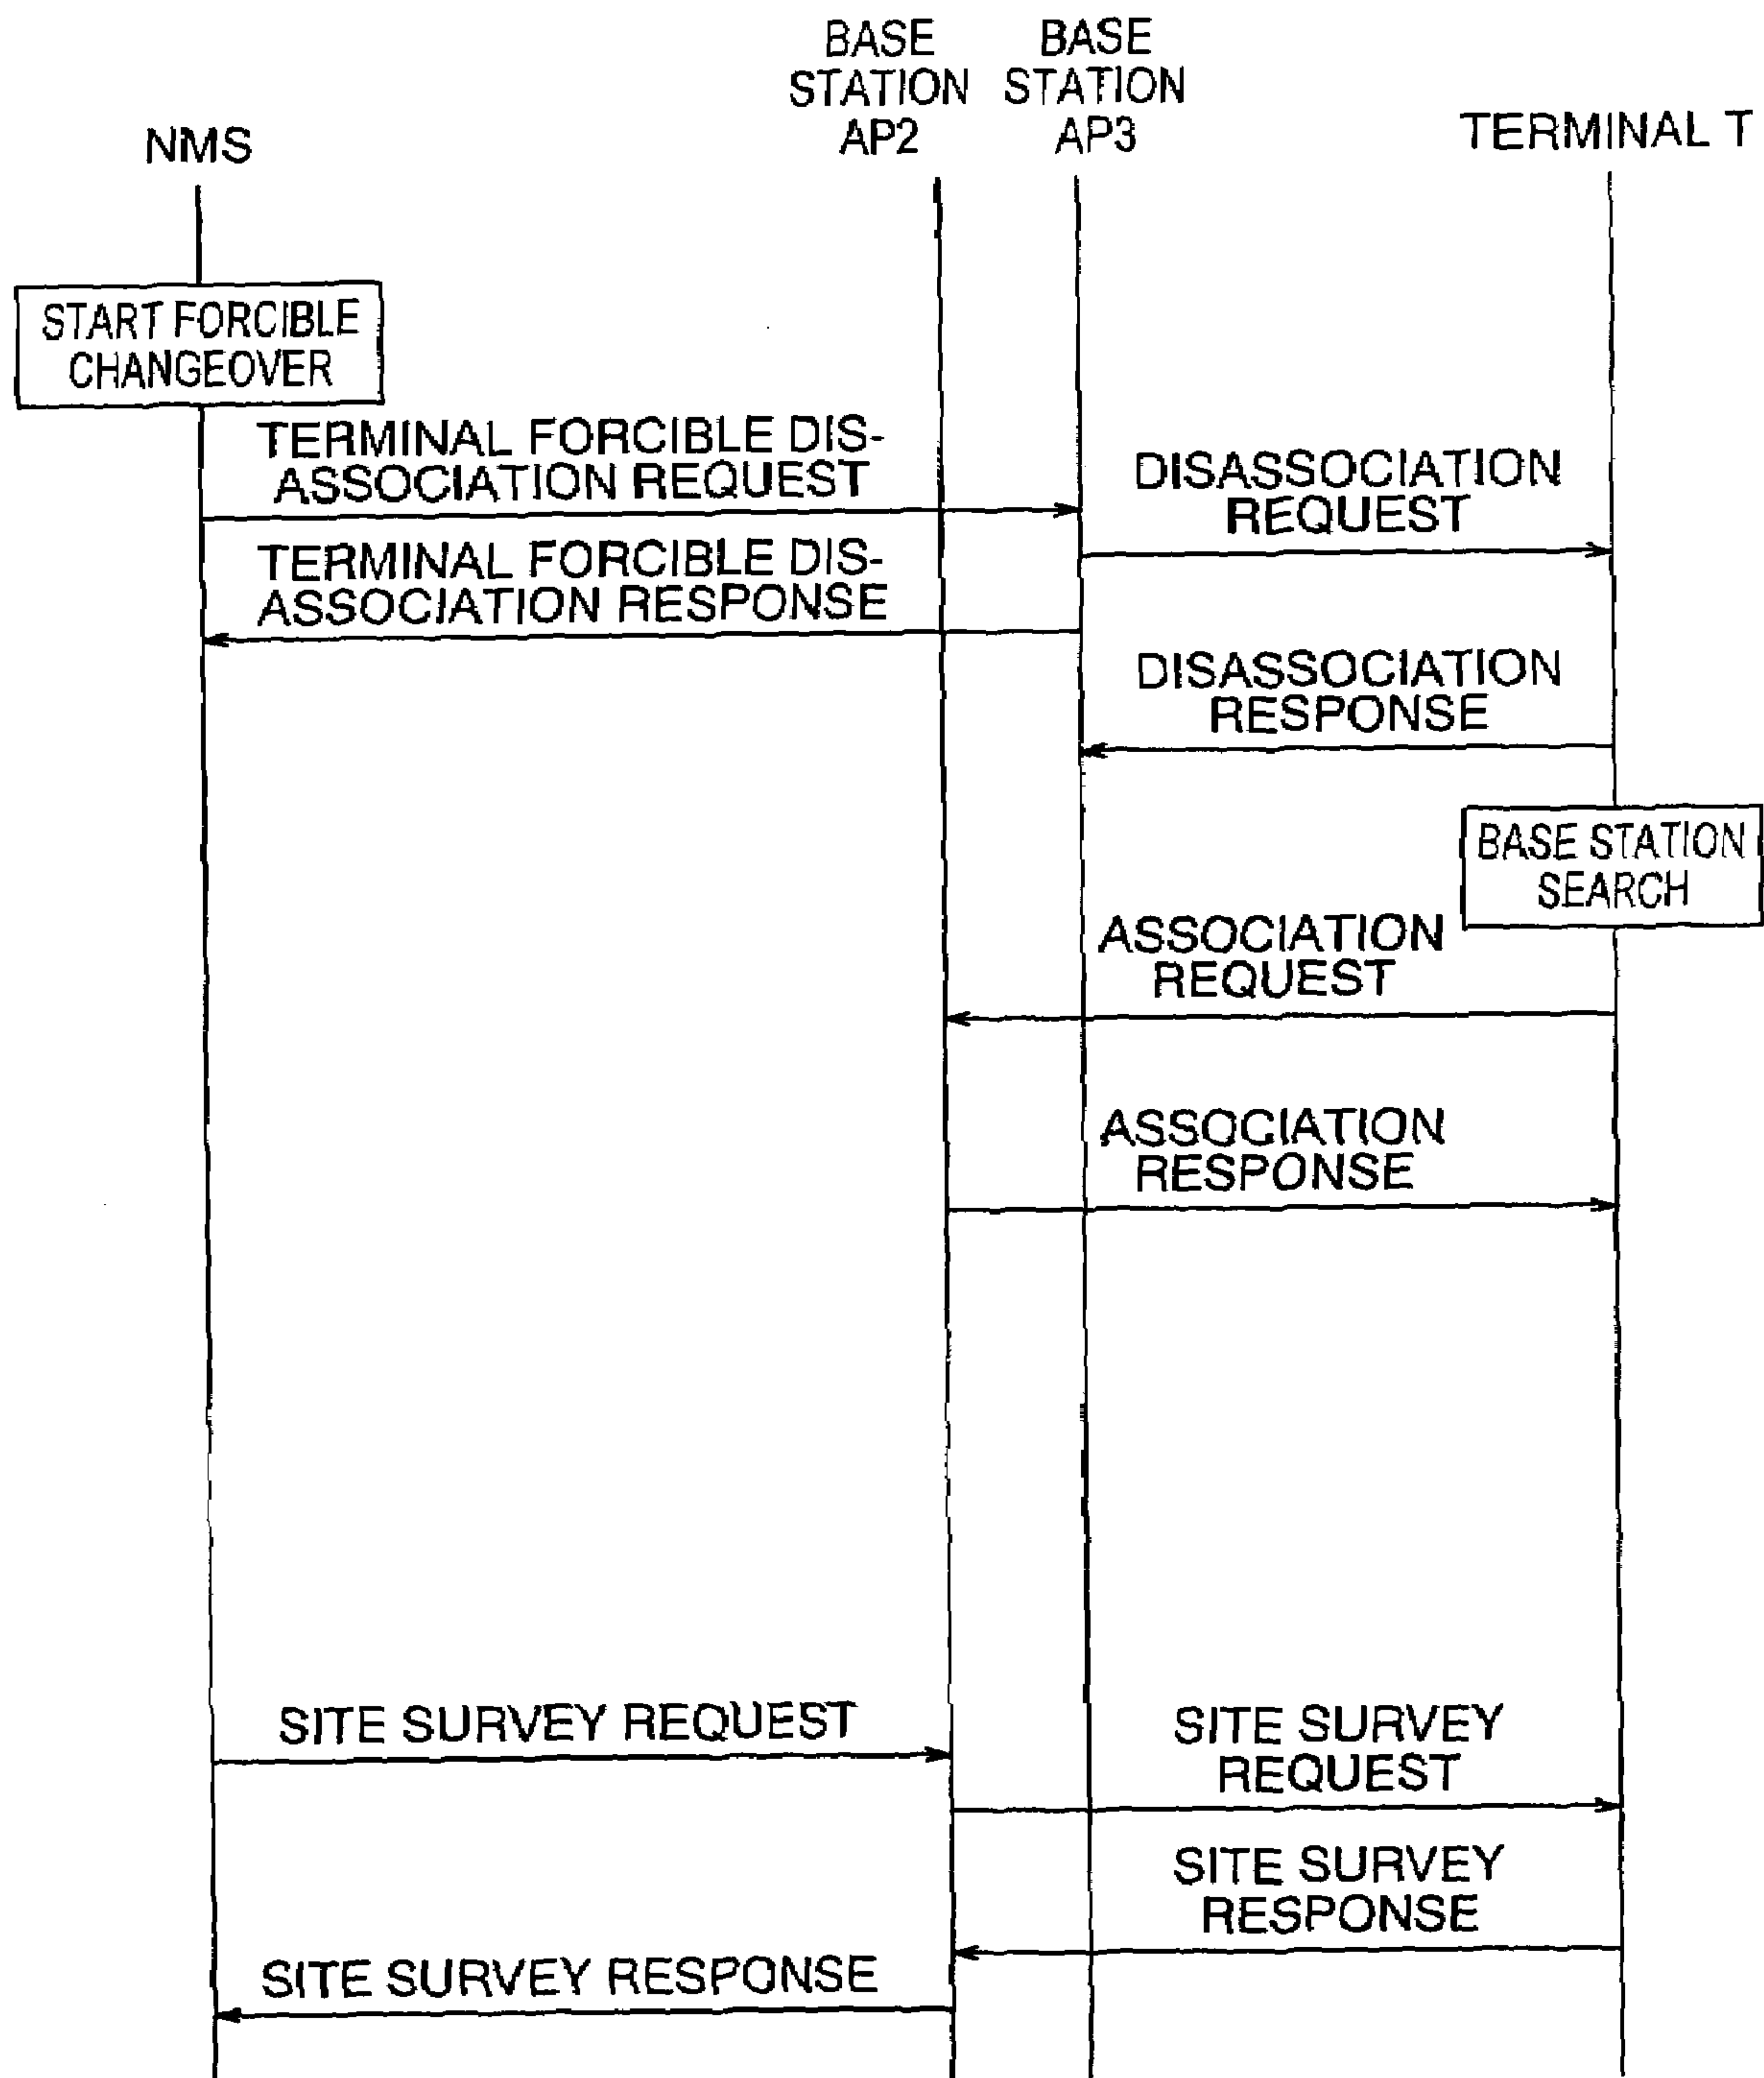 NMS
BASE
STATION
AP2
BASE
STATION
AP3
TERMINAL T
START FORCIBLE
CHANGEOVER
TERMINAL FORCIBLE DIS-
ASSOCIATION REQUEST
DISASSOCIATION
REQUEST
TERMINAL FORCIBLE DIS-
ASSOCIATION RESPONSE
DISASSOCIATION
RESPONSE
BASE STATION
SEARCH
ASSOCIATION
REQUEST
ASSOCIATION
RESPONSE
SITE SURVEY REQUEST
SITE SURVEY
REQUEST
SITE SURVEY
RESPONSE
SITE SURVEY RESPONSE